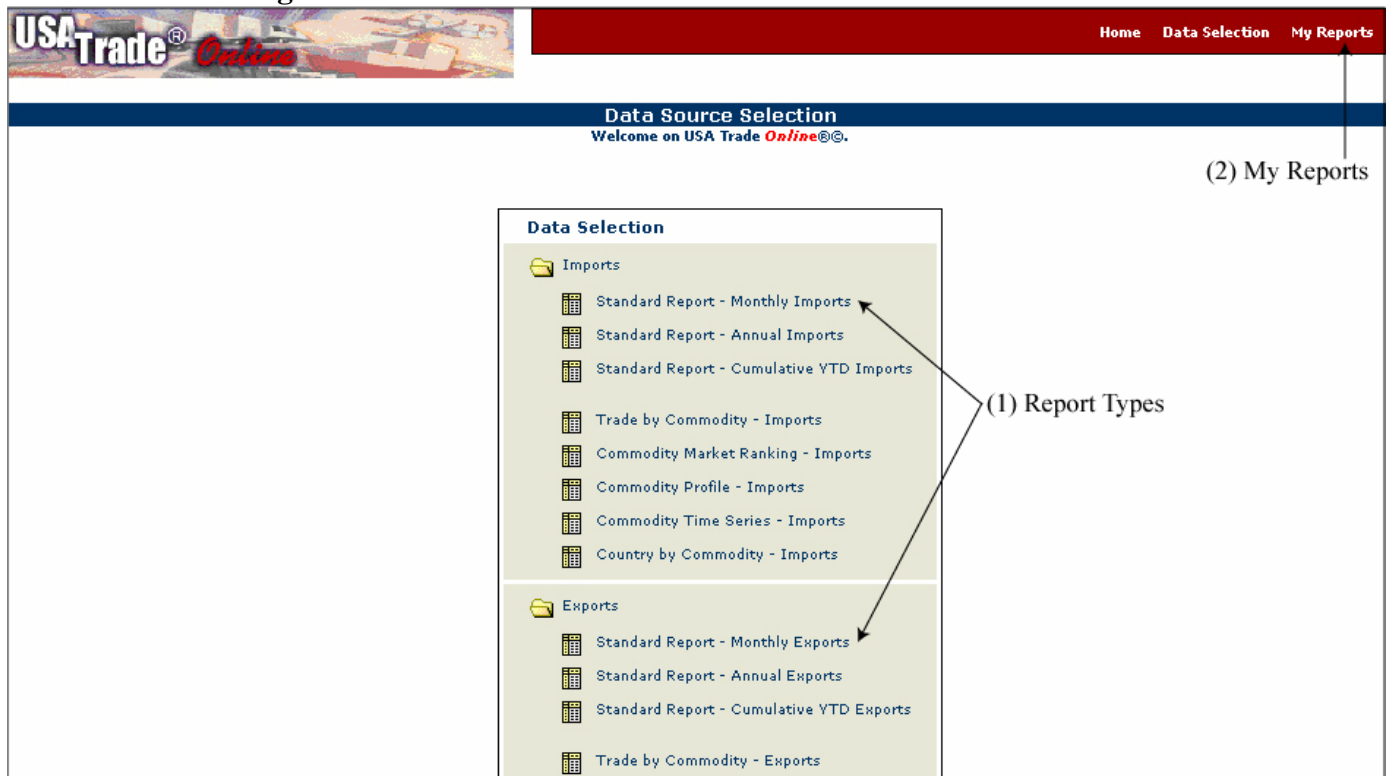 USATrade® Online
Home Data Selection My Reports
Data Source Selection
Welcome on USA Trade Online®©.
(2) My Reports
Data Selection
Imports
Standard Report - Monthly Imports
Standard Report - Annual Imports
Standard Report - Cumulative YTD Imports
(1) Report Types
Trade by Commodity - Imports
Commodity Market Ranking - Imports
Commodity Profile - Imports
Commodity Time Series - Imports
Country by Commodity - Imports
Exports
Standard Report - Monthly Exports
Standard Report - Annual Exports
Standard Report - Cumulative YTD Exports
Trade by Commodity - Exports